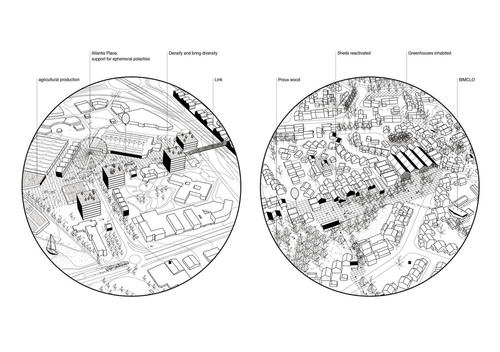 Atlantis Place,
support for ephemeral polarities
Density and bring diversity
agricultural production
Link
Sheds reactivated
Greenhouses inhabited
Preux wood
BIMCLO